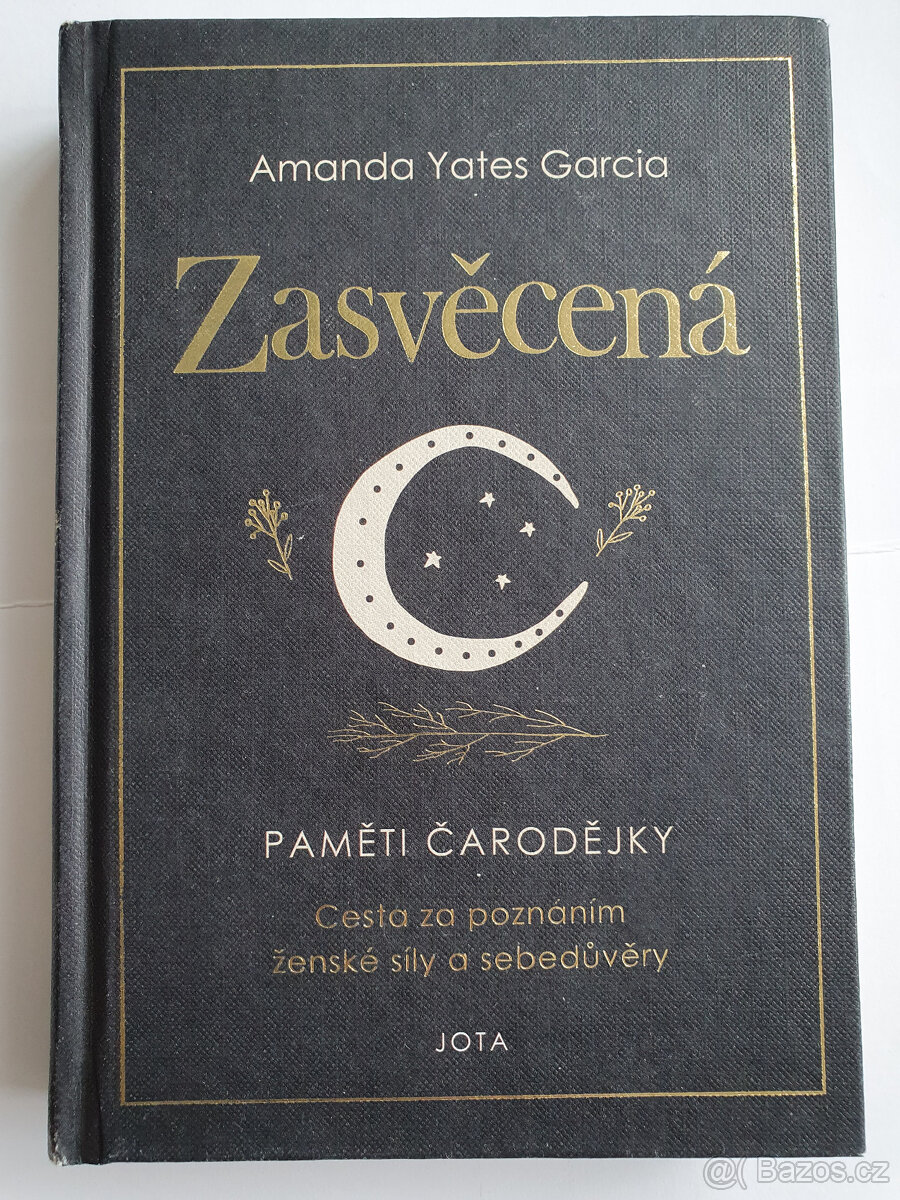 Amanda Yates Garcia
Zasvěcená
PAMĚTI ČARODĚJKY
Cesta za poznáním
ženské síly a sebedůvěry
JOTA
@( Bazos.cz